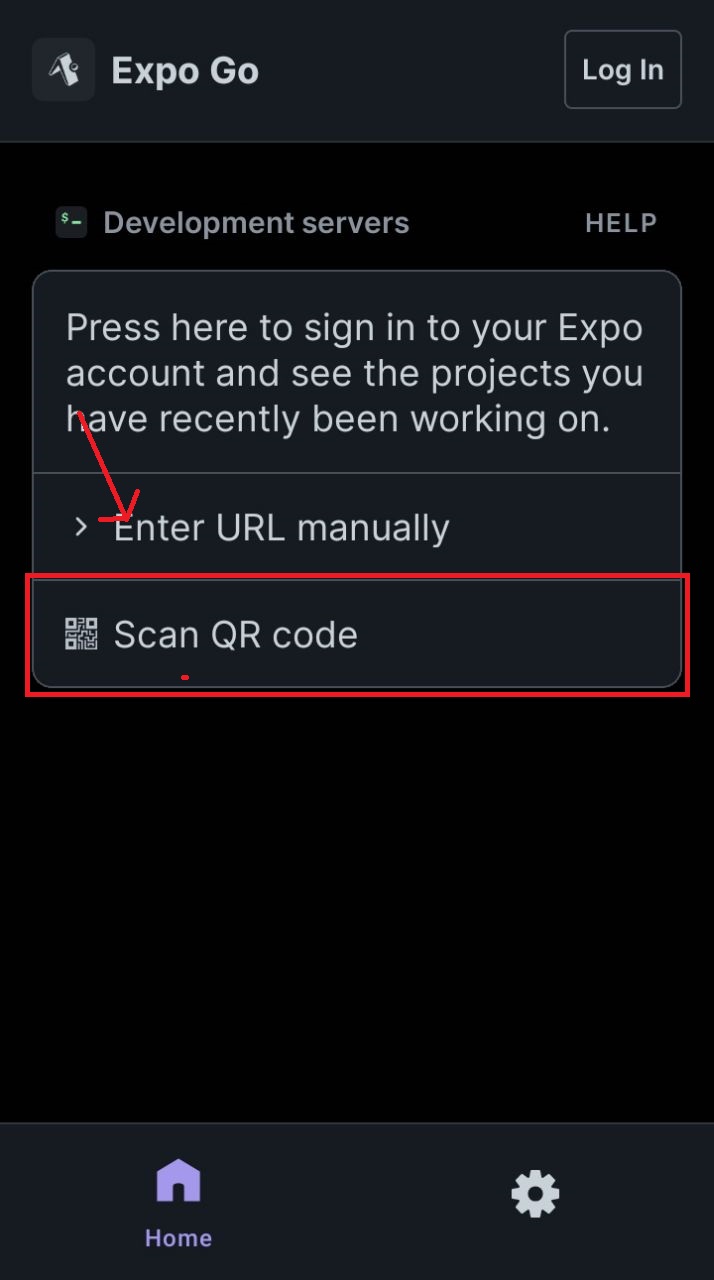 Expo Go
Log In
$
Development servers
HELP
Press here to sign in to your Expo
account and see the projects you
have recently been working on.
Enter URL manually
Scan QR code
Home